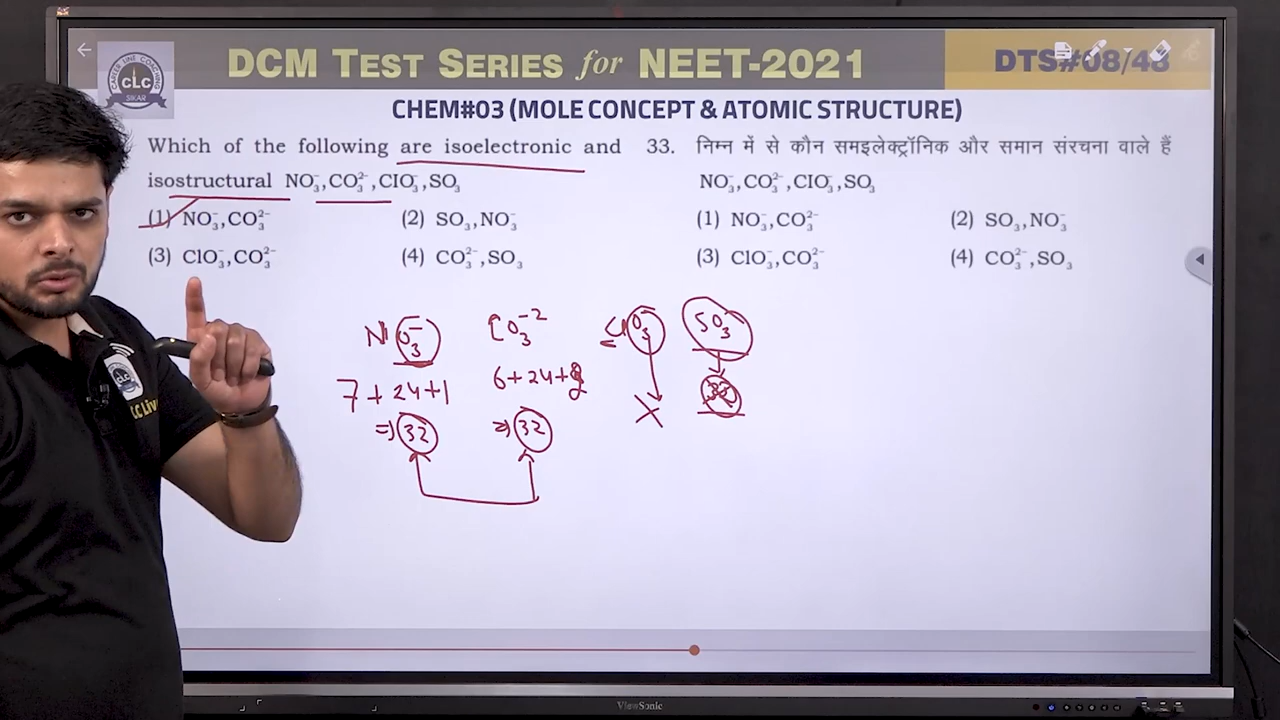 DCM TEST SERIES for NEET-2021
DTS#08/48
CLC
SIKAR
CHEM#03 (MOLE CONCEPT & ATOMIC STRUCTURE)
Which of the following are isoelectronic and
isostructural NO₃⁻,CO₃²⁻,ClO₃⁻,SO₃
(1) NO₃⁻,CO₃²⁻ (2) SO₃,NO₃⁻
(3) ClO₃⁻,CO₃²⁻ (4) CO₃²⁻,SO₃
33. निम्न में से कौन समइलेक्ट्रॉनिक और समान संरचना वाले हैं
NO₃⁻,CO₃²⁻,ClO₃⁻,SO₃
(1) NO₃⁻,CO₃²⁻ (2) SO₃,NO₃⁻
(3) ClO₃⁻,CO₃²⁻ (4) CO₃²⁻,SO₃
NO₃⁻ CO₃⁻² ClO₃⁻ SO₃
7+24+1 6+24+2
⇒ 32 ⇒ 32
CLC
ViewSonic